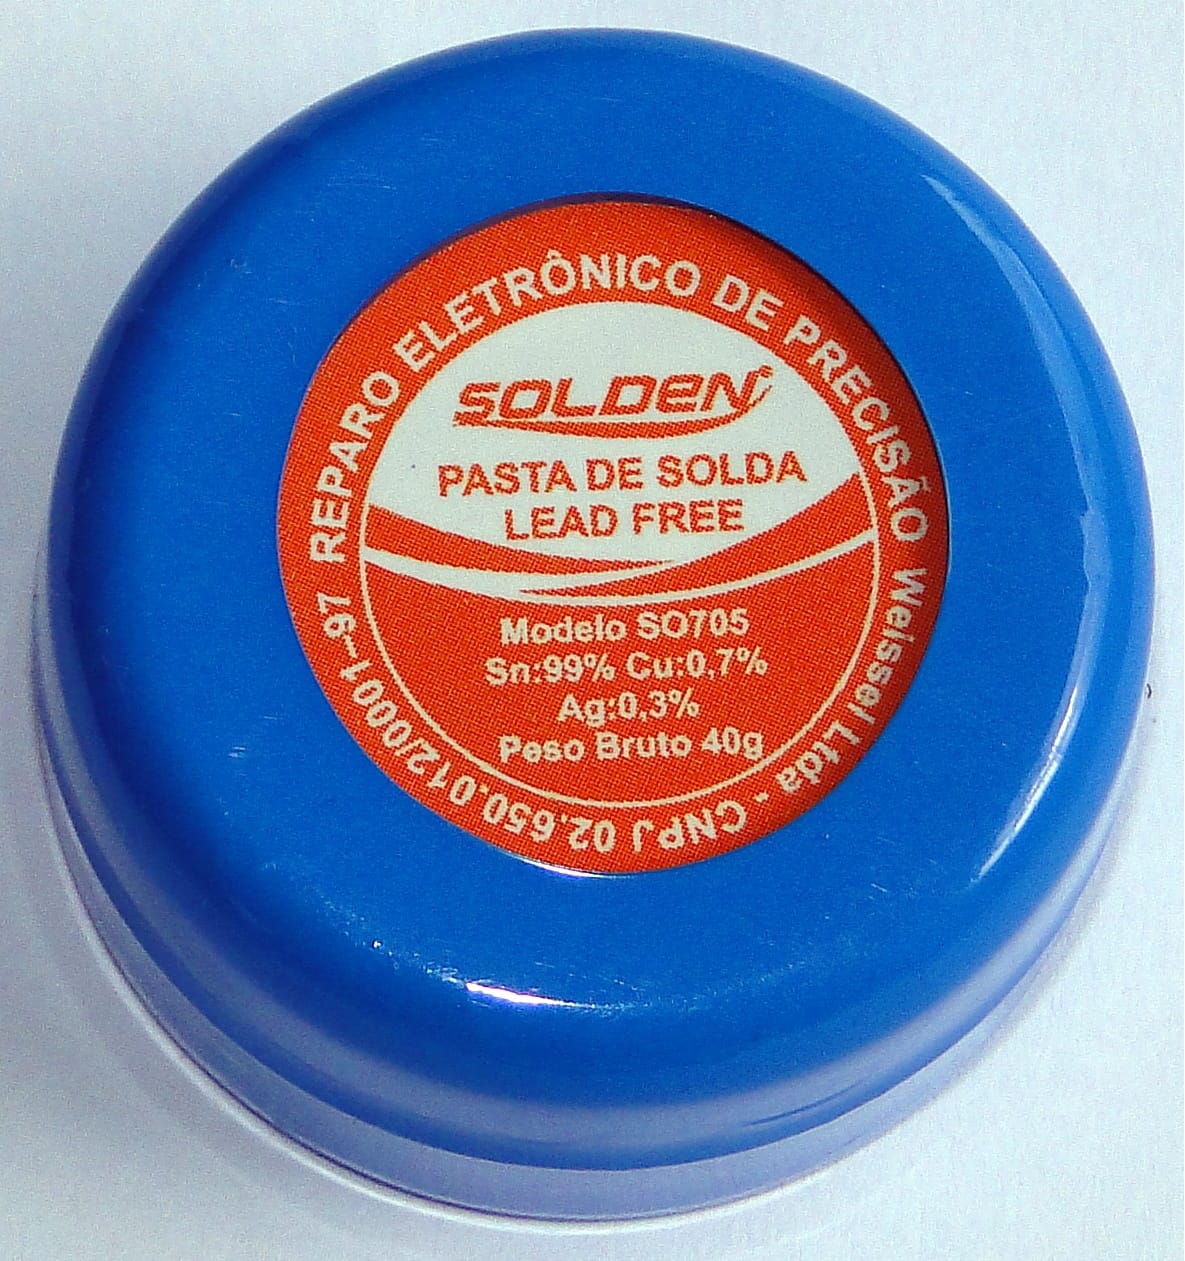 REPARO ELETRÔNICO DE PRECISÃO Weissel Ltda - CNPJ 02.650.012/0001-97
SOLDEN
PASTA DE SOLDA
LEAD FREE
Modelo SO705
Sn:99% Cu:0,7%
Ag:0,3%
Peso Bruto 40g